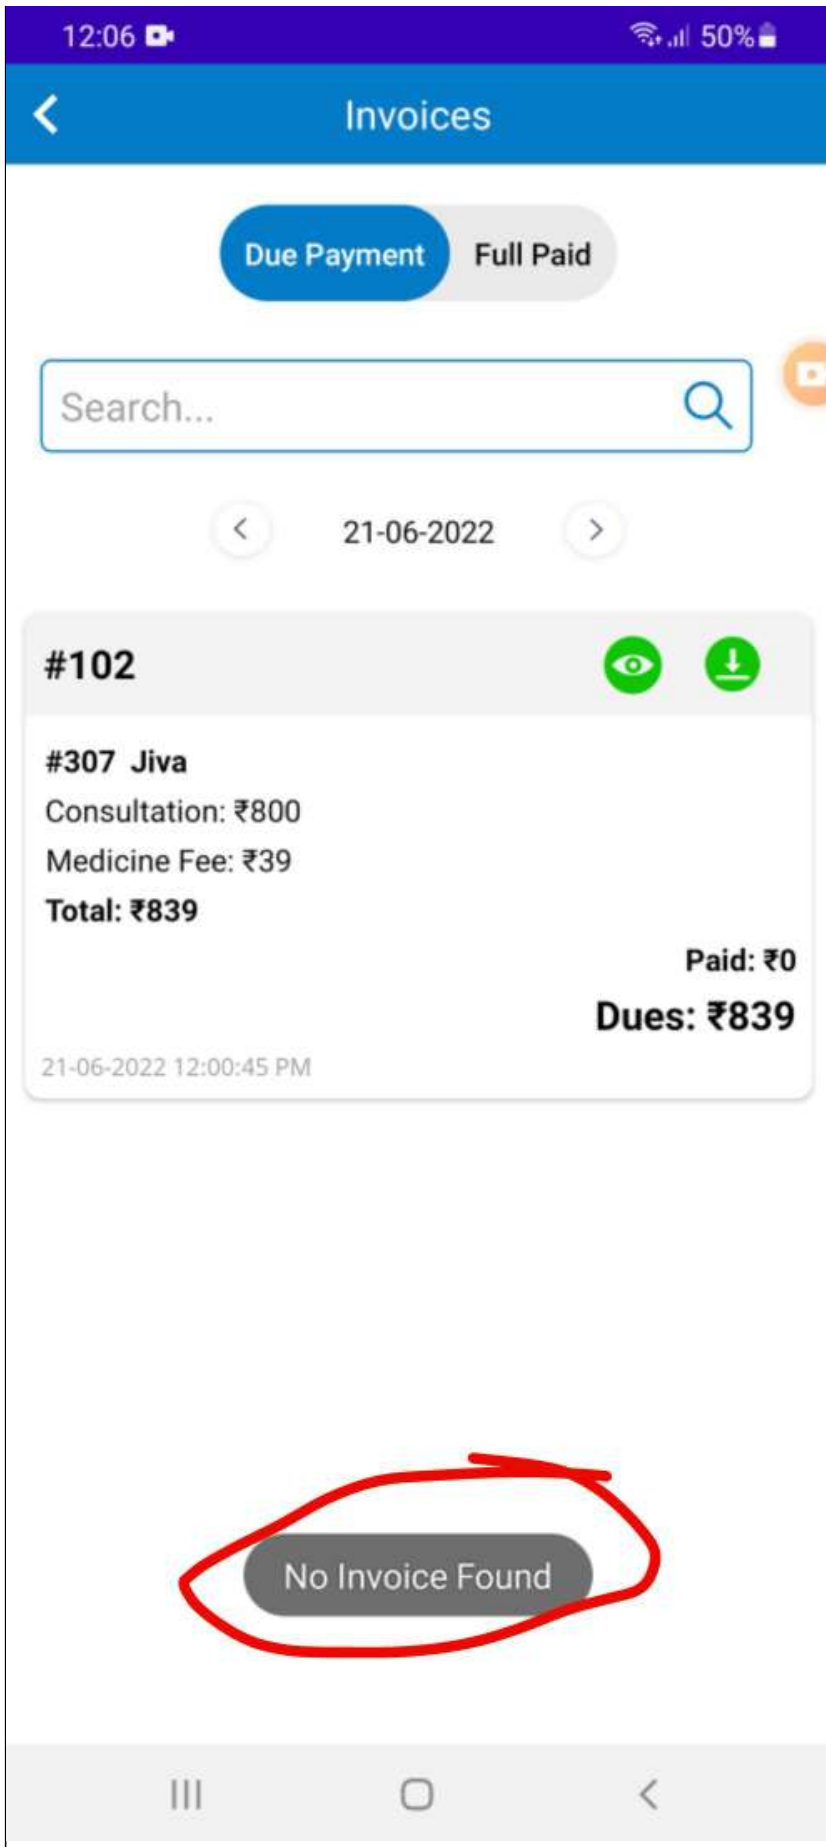 12:06 50%
Invoices
Due Payment Full Paid
Search...
21-06-2022
#102
#307 Jiva
Consultation: ₹800
Medicine Fee: ₹39
Total: ₹839
Paid: ₹0
Dues: ₹839
21-06-2022 12:00:45 PM
No Invoice Found